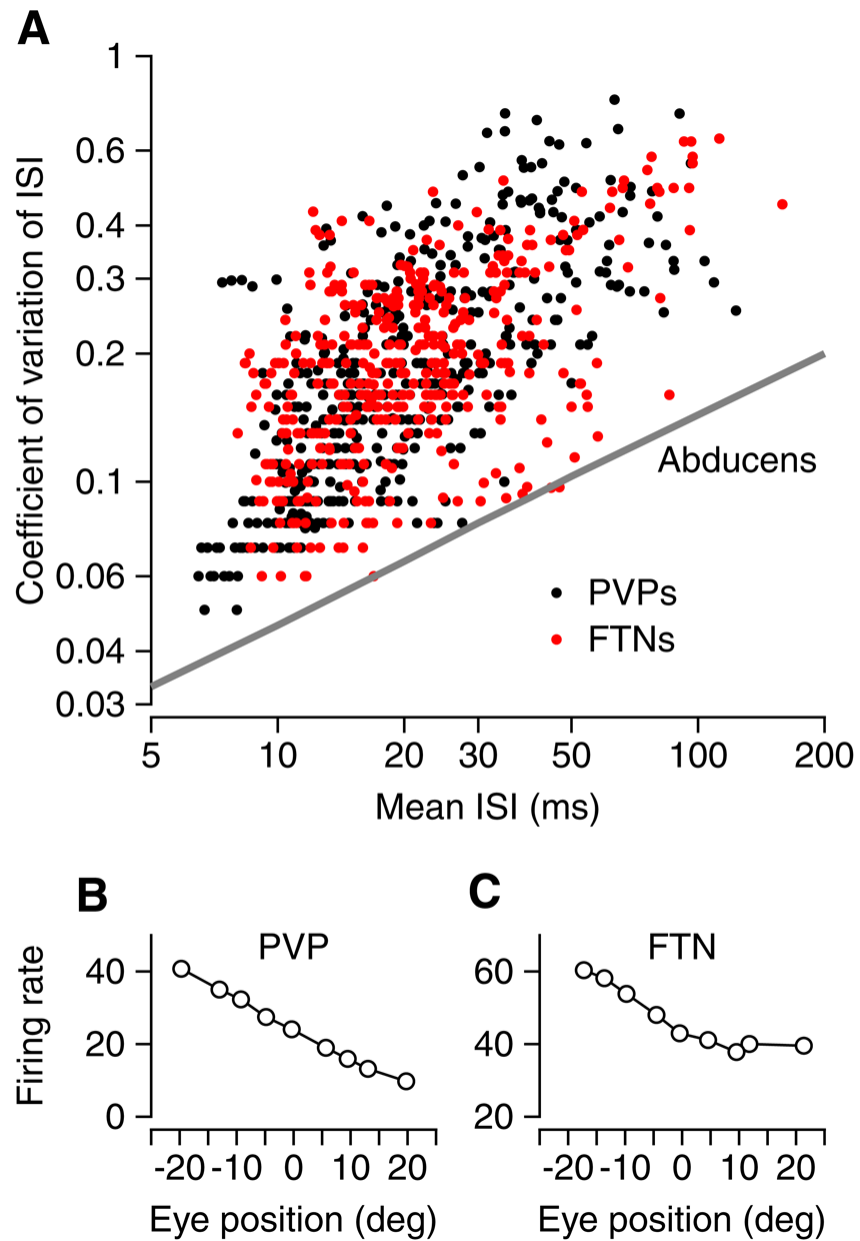 A
Coefficient of variation of ISI
1
0.6
0.4
0.3
0.2
0.1
0.06
0.04
0.03
Abducens
PVPs
FTNs
5 10 20 30 50 100 200
Mean ISI (ms)
B
PVP
Firing rate
40
20
0
-20 -10 0 10 20
Eye position (deg)
C
FTN
60
40
20
-20 -10 0 10 20
Eye position (deg)